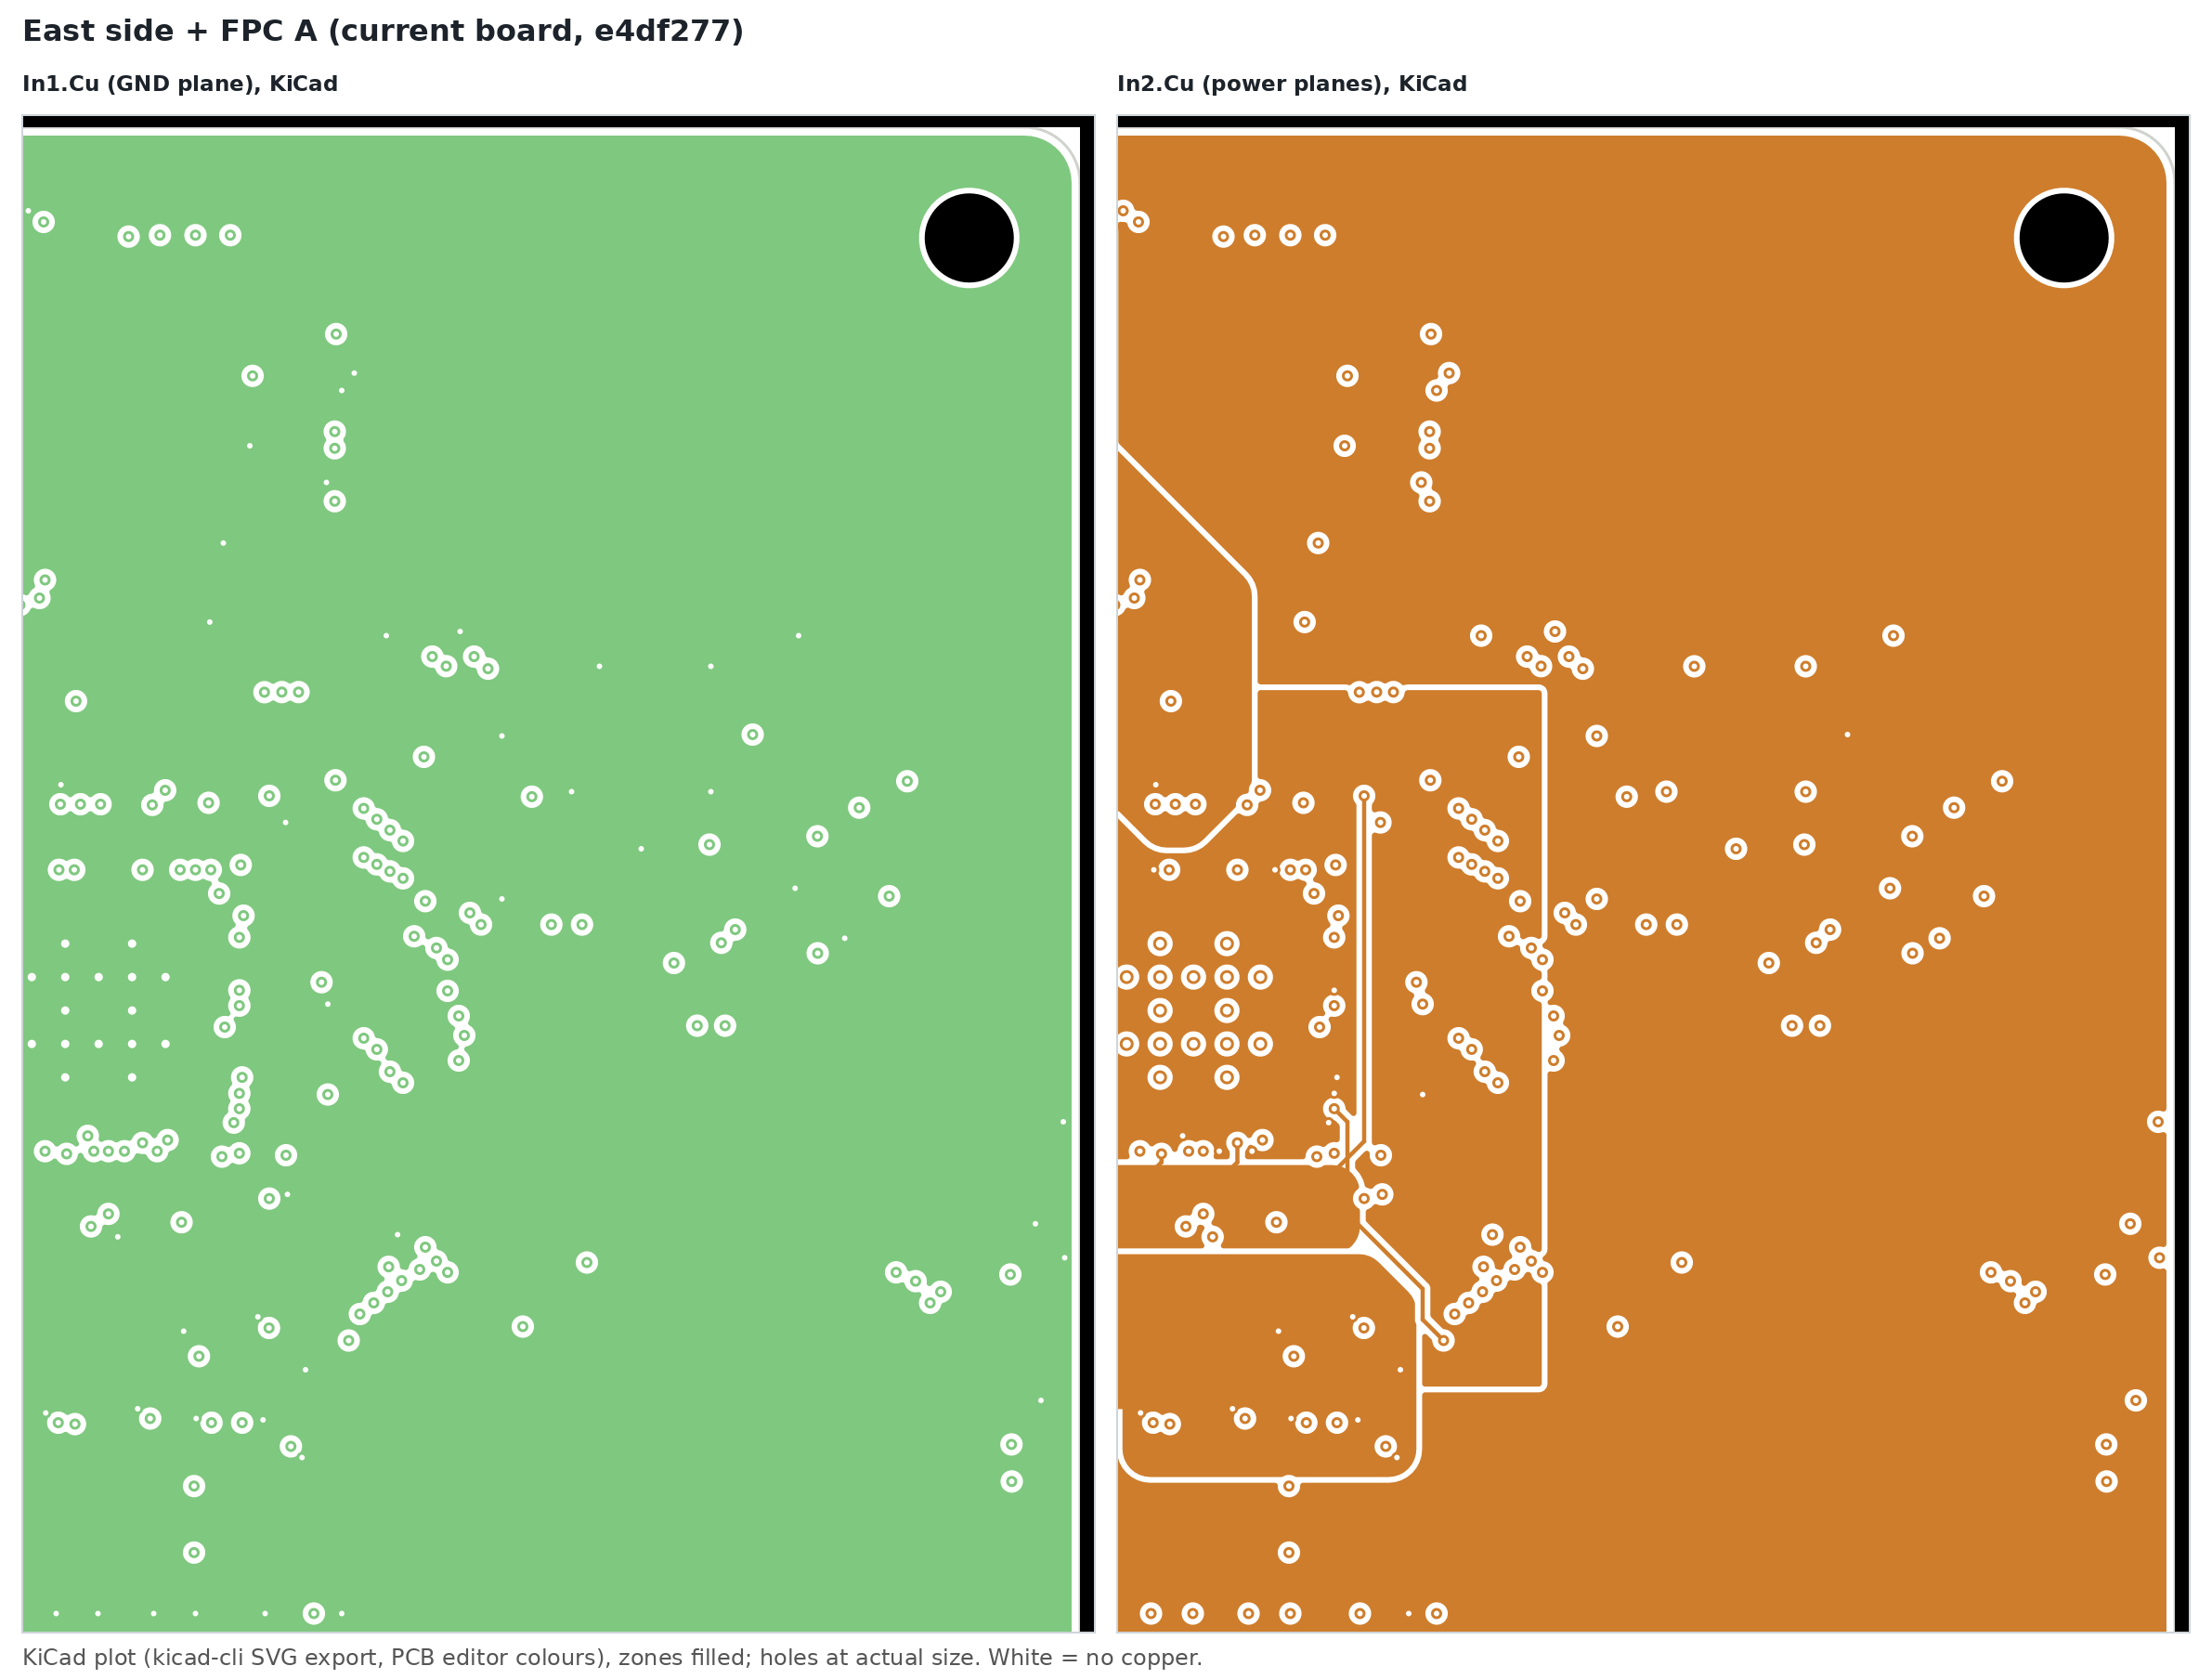 East side + FPC A (current board, e4df277)
In1.Cu (GND plane), KiCad
In2.Cu (power planes), KiCad
KiCad plot (kicad-cli SVG export, PCB editor colours), zones filled; holes at actual size. White = no copper.